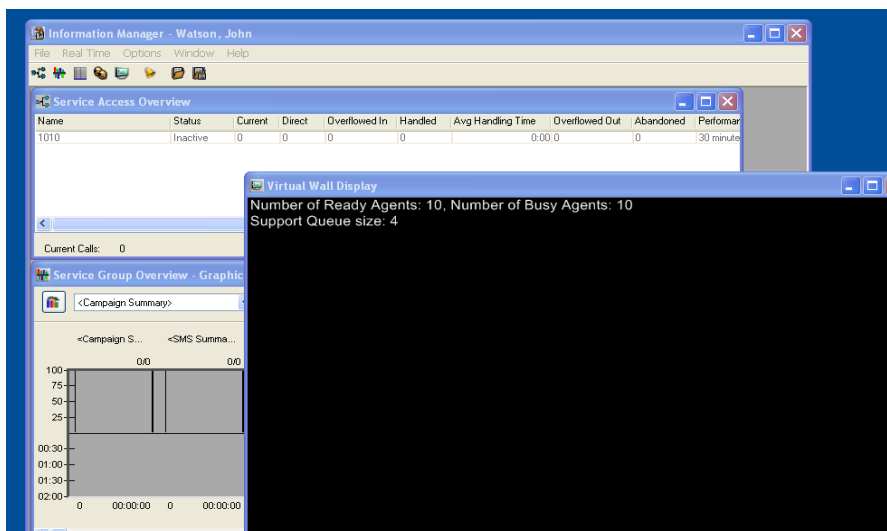 Information Manager - Watson, John
File Real Time Options Window Help
Service Access Overview
Name Status Current Direct Overflowed In Handled Avg Handling Time Overflowed Out Abandoned Performan
1010 Inactive 0 0 0 0 0:00 0 0 30 minute
Virtual Wall Display
Number of Ready Agents: 10, Number of Busy Agents: 10
Support Queue size: 4
Current Calls: 0
Service Group Overview - Graphic
<Campaign Summary>
<Campaign S... <SMS Summa...
0/0 0/0
100
75
50
25
00:30
01:00
01:30
02:00
0 00:00:00 0 00:00:00